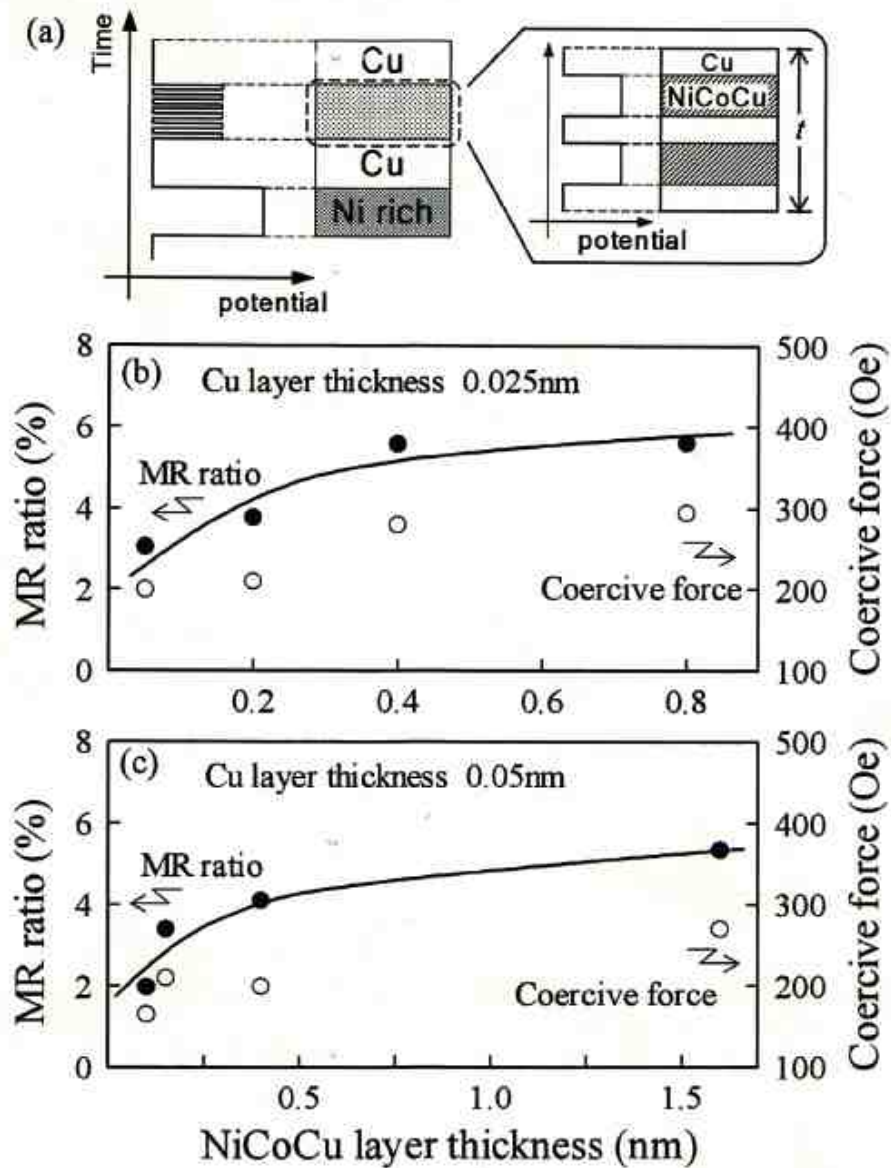 (a)
Time
Cu
Cu
Ni rich
potential
Cu
NiCoCu
t
potential
(b)
Cu layer thickness 0.025nm
MR ratio
Coercive force
MR ratio (%)
8
6
4
2
0
0.2 0.4 0.6 0.8
500
400
300
200
100
Coercive force (Oe)
(c)
Cu layer thickness 0.05nm
MR ratio
Coercive force
MR ratio (%)
8
6
4
2
0
0.5 1.0 1.5
500
400
300
200
100
Coercive force (Oe)
NiCoCu layer thickness (nm)